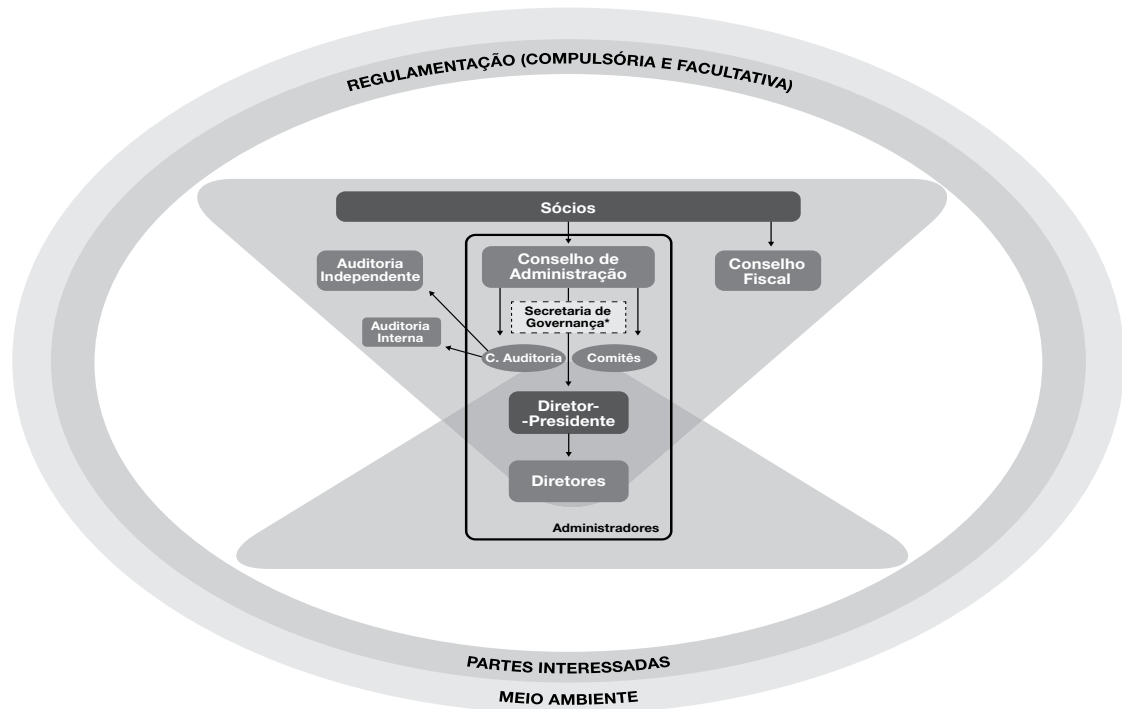 REGULAMENTAÇÃO (COMPULSÓRIA E FACULTATIVA)
Sócios
Auditoria
Independente
Conselho de
Administração
Conselho
Fiscal
Secretaria de
Governança*
Auditoria
Interna
C. Auditoria
Comitês
Diretor-
-Presidente
Diretores
Administradores
PARTES INTERESSADAS
MEIO AMBIENTE